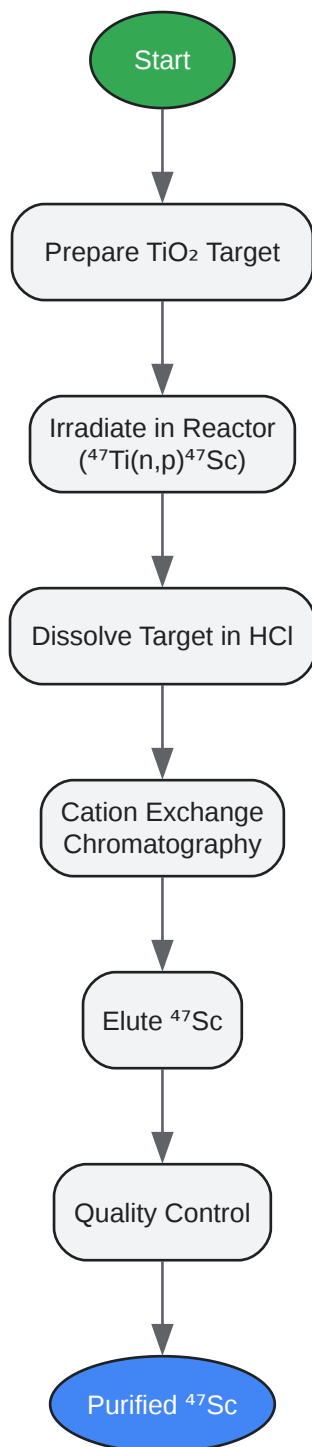 Start
Prepare TiO₂ Target
Irradiate in Reactor
(⁴⁷Ti(n,p)⁴⁷Sc)
Dissolve Target in HCl
Cation Exchange
Chromatography
Elute ⁴⁷Sc
Quality Control
Purified ⁴⁷Sc